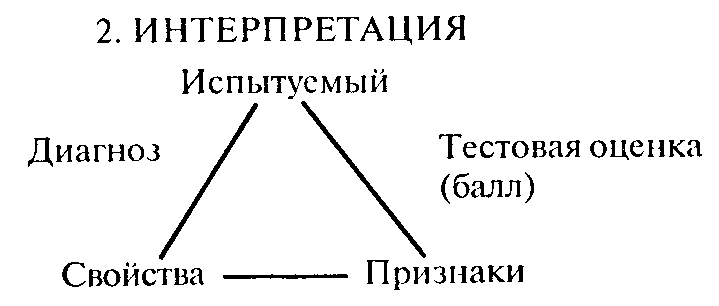 2. ИНТЕРПРЕТАЦИЯ
Испытуемый
Диагноз
Тестовая оценка
(балл)
Свойства
Признаки